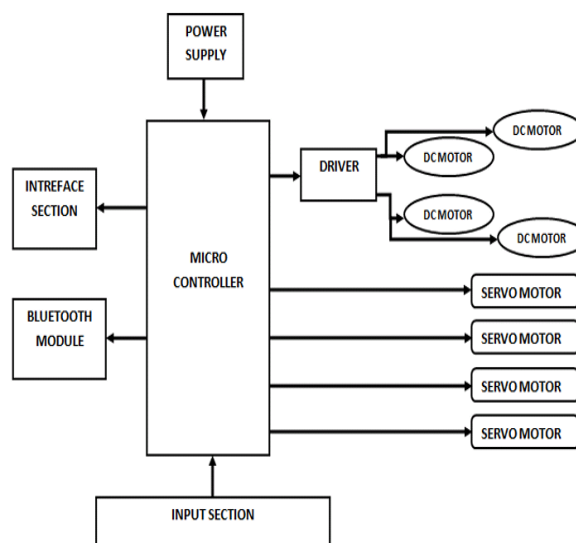 POWER
SUPPLY
DC MOTOR
DRIVER
DC MOTOR
INTREFACE
SECTION
DC MOTOR
DC MOTOR
MICRO
CONTROLLER
SERVO MOTOR
BLUETOOTH
MODULE
SERVO MOTOR
SERVO MOTOR
SERVO MOTOR
INPUT SECTION